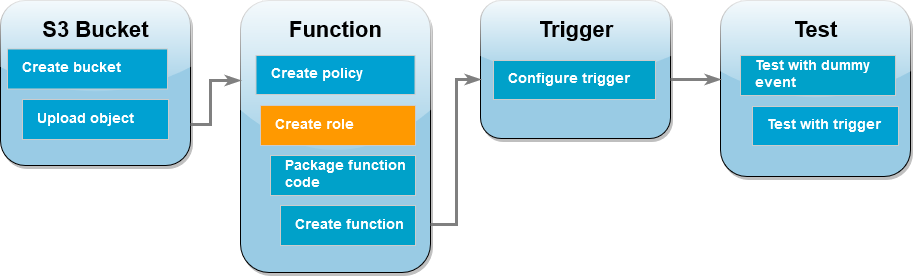 S3 Bucket
Create bucket
Upload object
Function
Create policy
Create role
Package function
code
Create function
Trigger
Configure trigger
Test
Test with dummy
event
Test with trigger